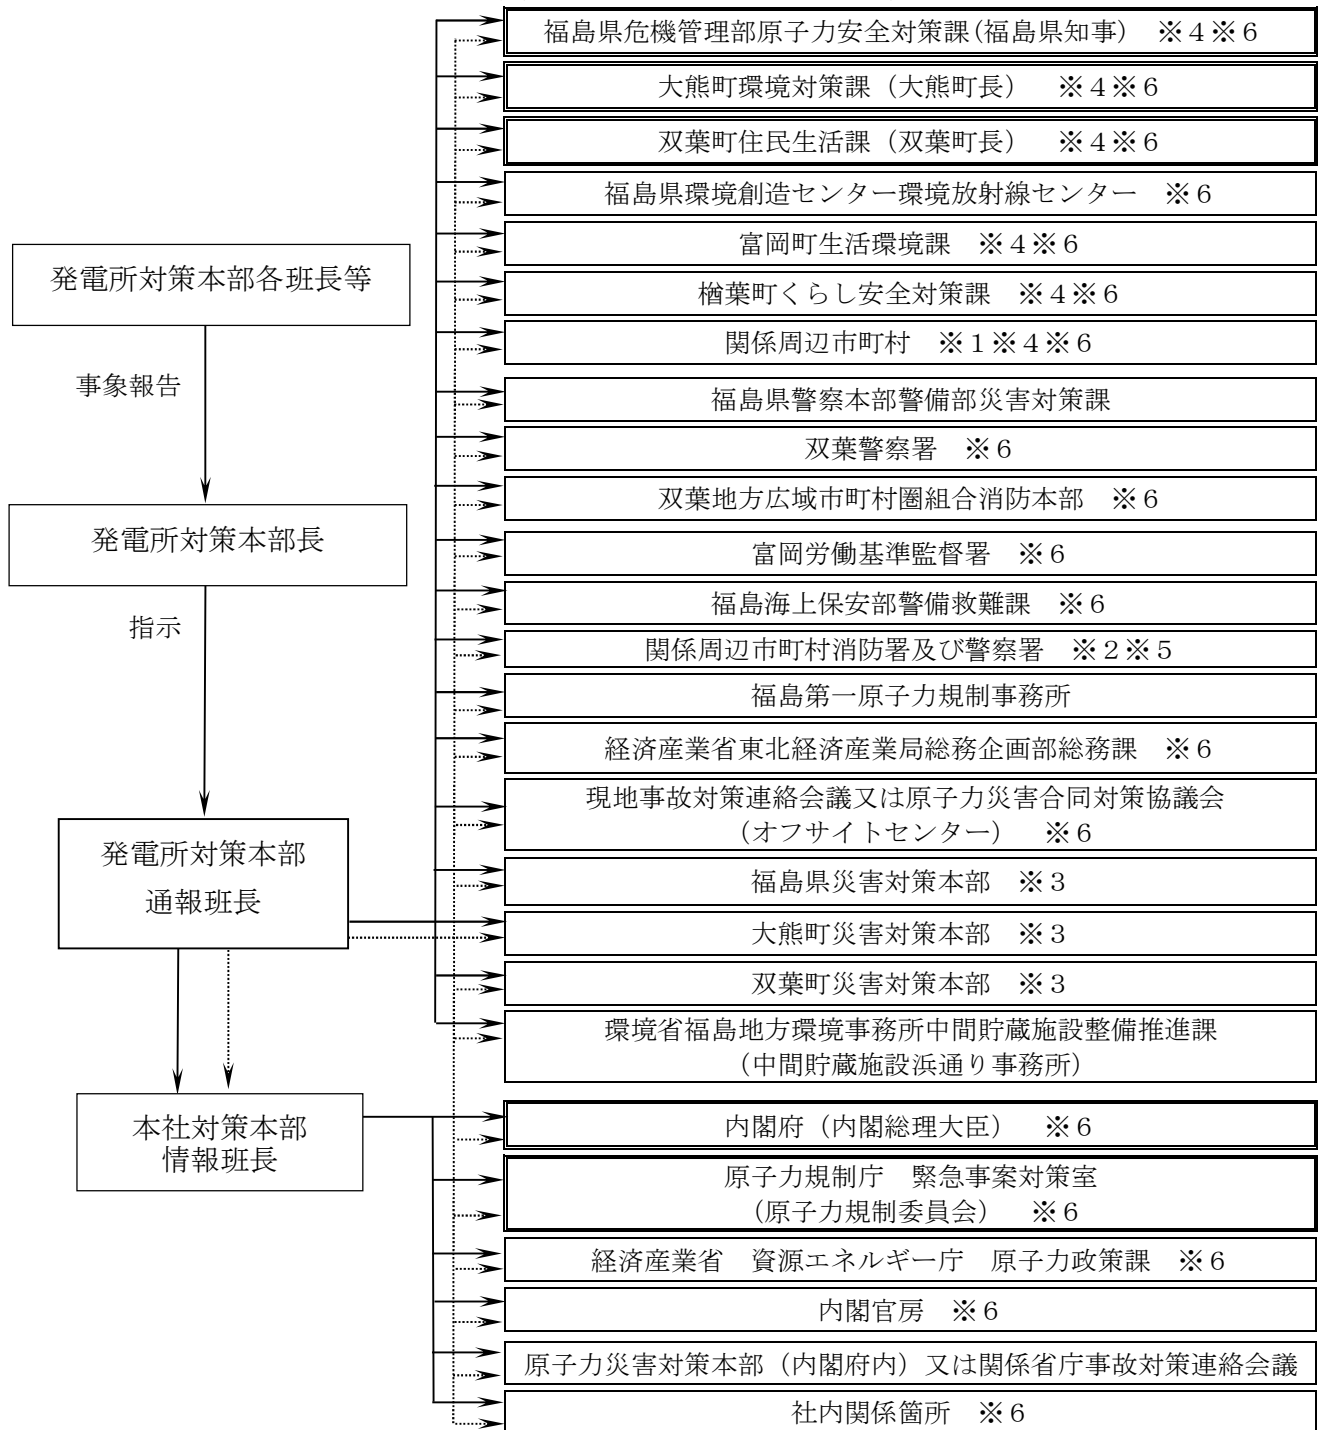 発電所対策本部各班長等
事象報告
発電所対策本部長
指示
発電所対策本部
通報班長
本社対策本部
情報班長
福島県危機管理部原子力安全対策課(福島県知事) ※4※6
大熊町環境対策課(大熊町長) ※4※6
双葉町住民生活課(双葉町長) ※4※6
福島県環境創造センター環境放射線センター ※6
富岡町生活環境課 ※4※6
楢葉町くらし安全対策課 ※4※6
関係周辺市町村 ※1※4※6
福島県警察本部警備部災害対策課
双葉警察署 ※6
双葉地方広域市町村圏組合消防本部 ※6
富岡労働基準監督署 ※6
福島海上保安部警備救難課 ※6
関係周辺市町村消防署及び警察署 ※2※5
福島第一原子力規制事務所
経済産業省東北経済産業局総務企画部総務課 ※6
現地事故対策連絡会議又は原子力災害合同対策協議会
(オフサイトセンター) ※6
福島県災害対策本部 ※3
大熊町災害対策本部 ※3
双葉町災害対策本部 ※3
環境省福島地方環境事務所中間貯蔵施設整備推進課
(中間貯蔵施設浜通り事務所)
内閣府(内閣総理大臣) ※6
原子力規制庁 緊急事案対策室
(原子力規制委員会) ※6
経済産業省 資源エネルギー庁 原子力政策課 ※6
内閣官房 ※6
原子力災害対策本部(内閣府内)又は関係省庁事故対策連絡会議
社内関係箇所 ※6